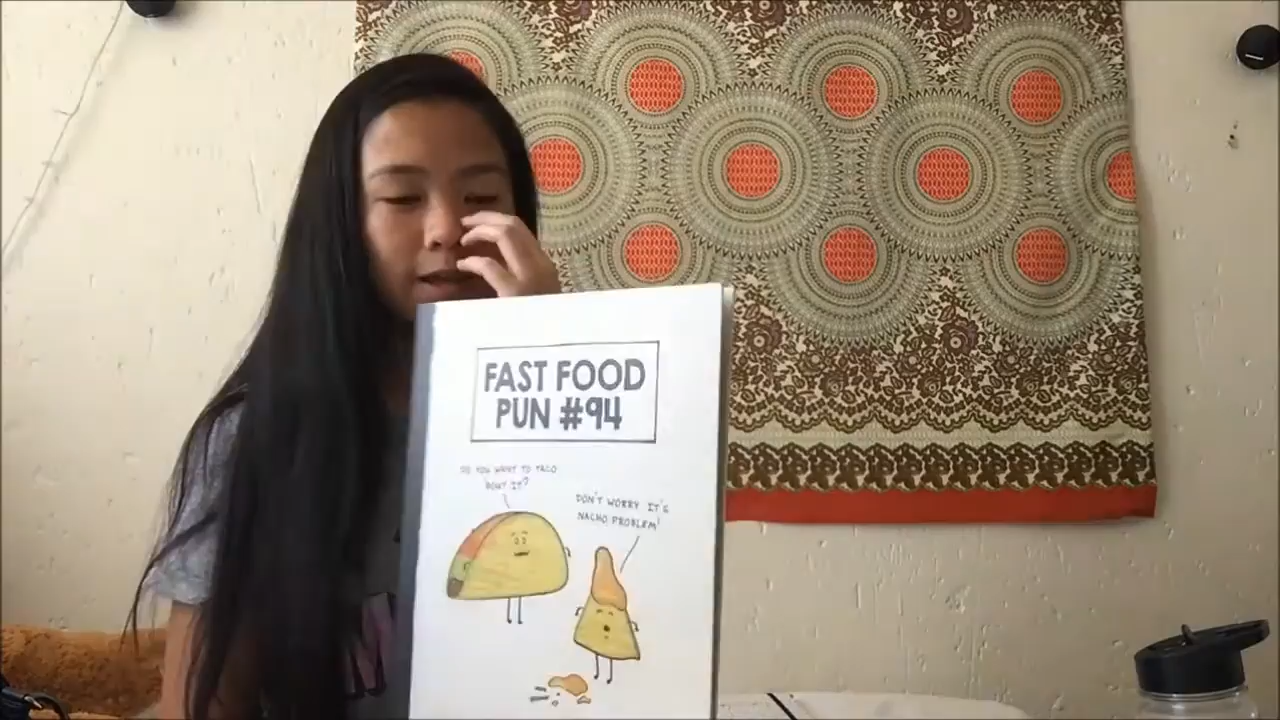 FAST FOOD
PUN #94
DO YOU WANT TO TACO
'BOUT IT?
DON'T WORRY IT'S
NACHO PROBLEM!